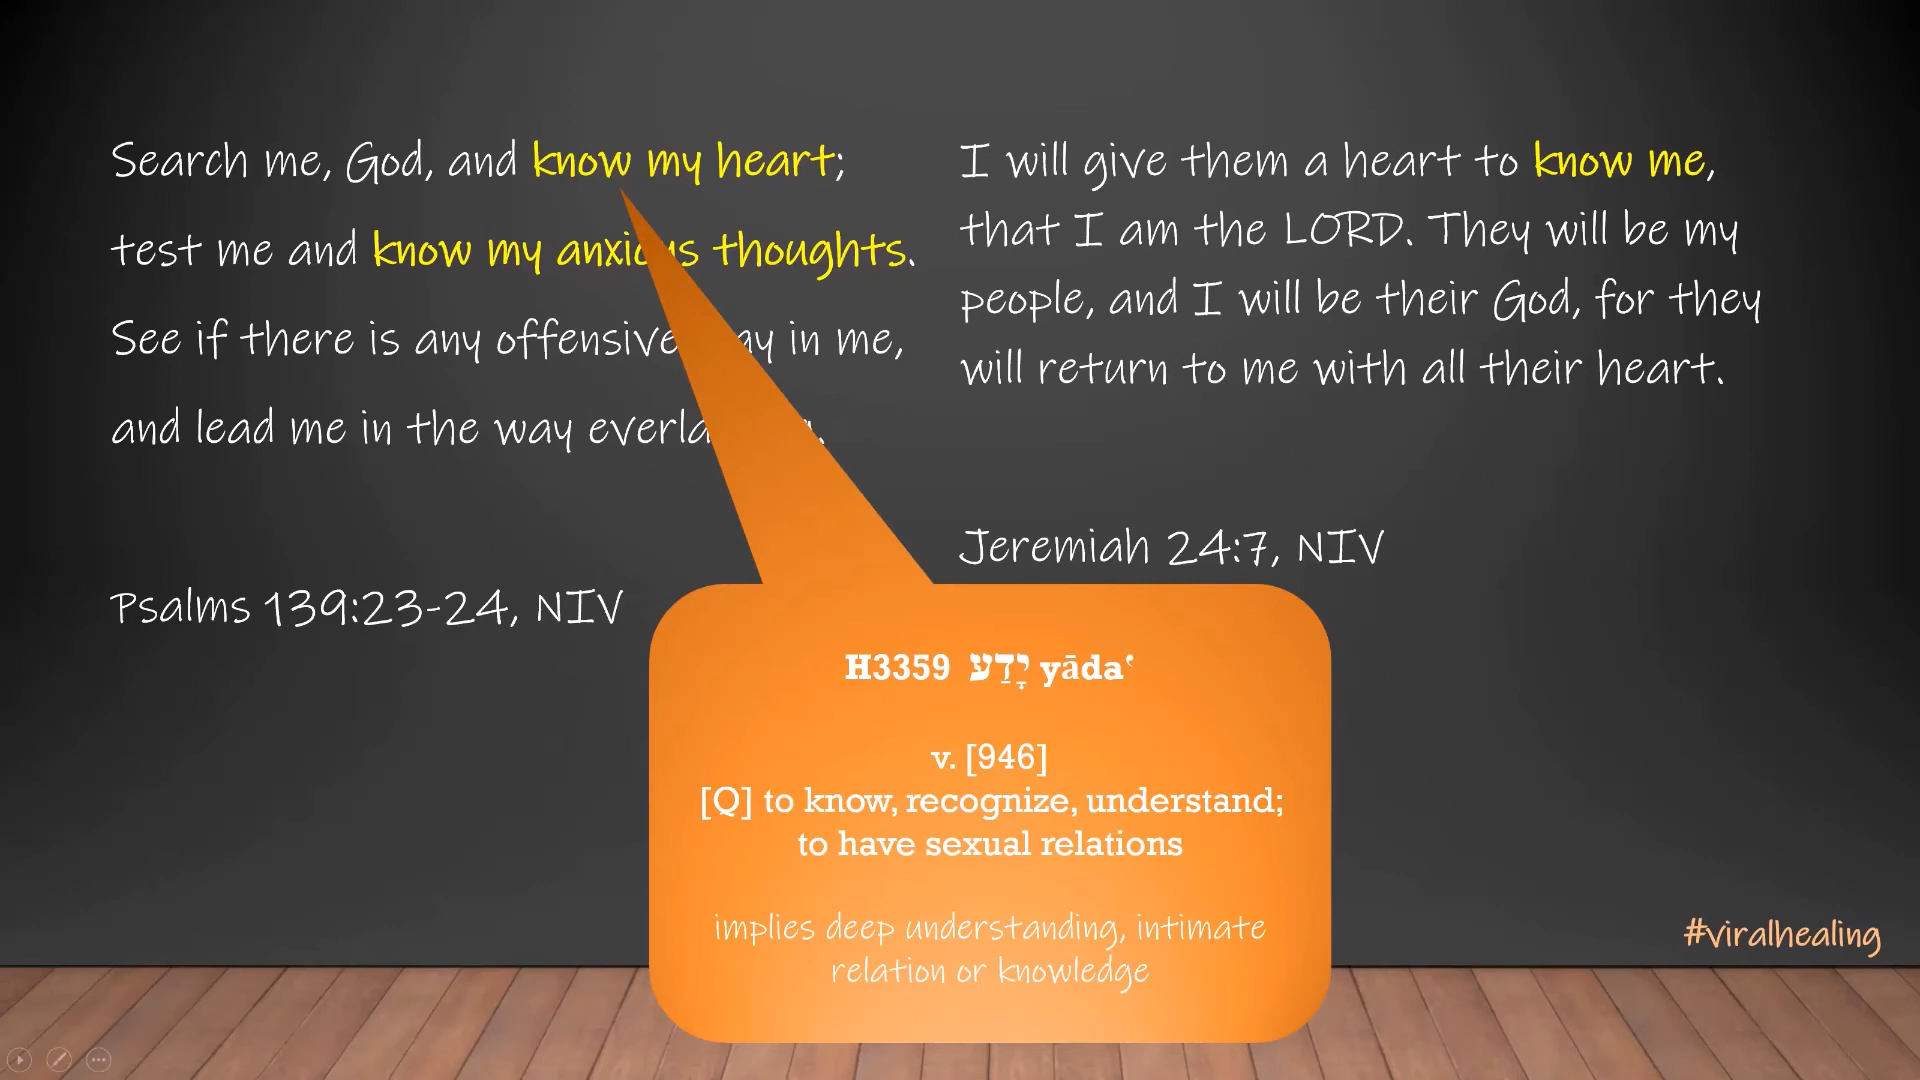 Search me, God, and know my heart;
test me and know my anxious thoughts.
See if there is any offensive in me,
and lead me in the way
Psalms 139:23-24, NIV
I will give them a heart to know me,
that I am the LORD. They will be my
people, and I will be their God, for they
will return to me with all their heart.
Jeremiah 24:7, NIV
H3359 יָדַע yāda‘
v. [946]
[Q] to know, recognize, understand;
to have sexual relations
implies deep understanding, intimate
relation or knowledge
#viralhealing